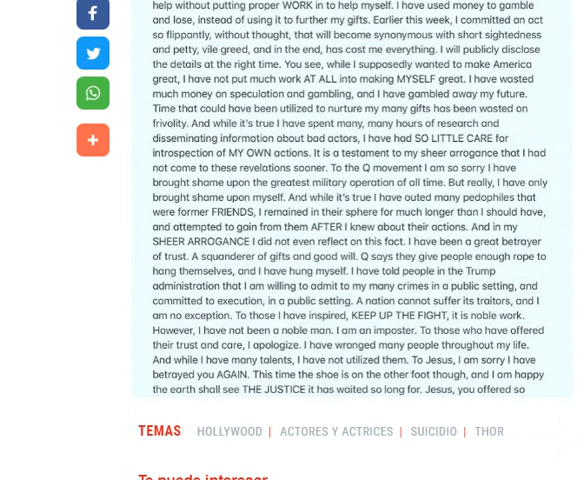 help without putting proper WORK in to help myself. I have used money to gamble
and lose, instead of using it to further my gifts. Earlier this week, I committed an act
so flippantly, without thought, that will become synonymous with short sightedness
and petty, vile greed, and in the end, has cost me everything. I will publicly disclose
the details at the right time. You see, while I supposedly wanted to make America
great, I have not put much work AT ALL into making MYSELF great. I have wasted
much money on speculation and gambling, and I have gambled away my future.
Time that could have been utilized to nurture my many gifts has been wasted on
frivolity. And while it's true I have spent many, many hours of research and
disseminating information about bad actors, I have had SO LITTLE CARE for
introspection of MY OWN actions. It is a testament to my sheer arrogance that I had
not come to these revelations sooner. To the Q movement I am so sorry I have
brought shame upon the greatest military operation of all time. But really, I have only
brought shame upon myself. And while it's true I have outed many pedophiles that
were former FRIENDS, I remained in their sphere for much longer than I should have,
and attempted to gain from them AFTER I knew about their actions. And in my
SHEER ARROGANCE I did not even reflect on this fact. I have been a great betrayer
of trust. A squanderer of gifts and good will. Q says they give people enough rope to
hang themselves, and I have hung myself. I have told people in the Trump
administration that I am willing to admit to my many crimes in a public setting, and
committed to execution, in a public setting. A nation cannot suffer its traitors, and I
am no exception. To those I have inspired, KEEP UP THE FIGHT, it is noble work.
However, I have not been a noble man. I am an imposter. To those who have offered
their trust and care, I apologize. I have wronged many people throughout my life.
And while I have many talents, I have not utilized them. To Jesus, I am sorry I have
betrayed you AGAIN. This time the shoe is on the other foot though, and I am happy
the earth shall see THE JUSTICE it has waited so long for. Jesus, you offered so
TEMAS HOLLYWOOD | ACTORES Y ACTRICES | SUICIDIO | THOR
Te puede interesar